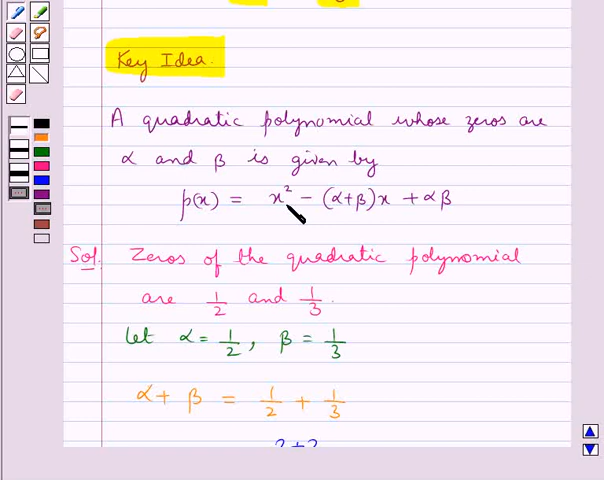 Key Idea.
A quadratic polynomial whose zeros are
α and β is given by
p(x) = x² - (α+β)x + αβ
Sol. Zeros of the quadratic polynomial
are 1/2 and 1/3.
let α = 1/2, β = 1/3
α + β = 1/2 + 1/3